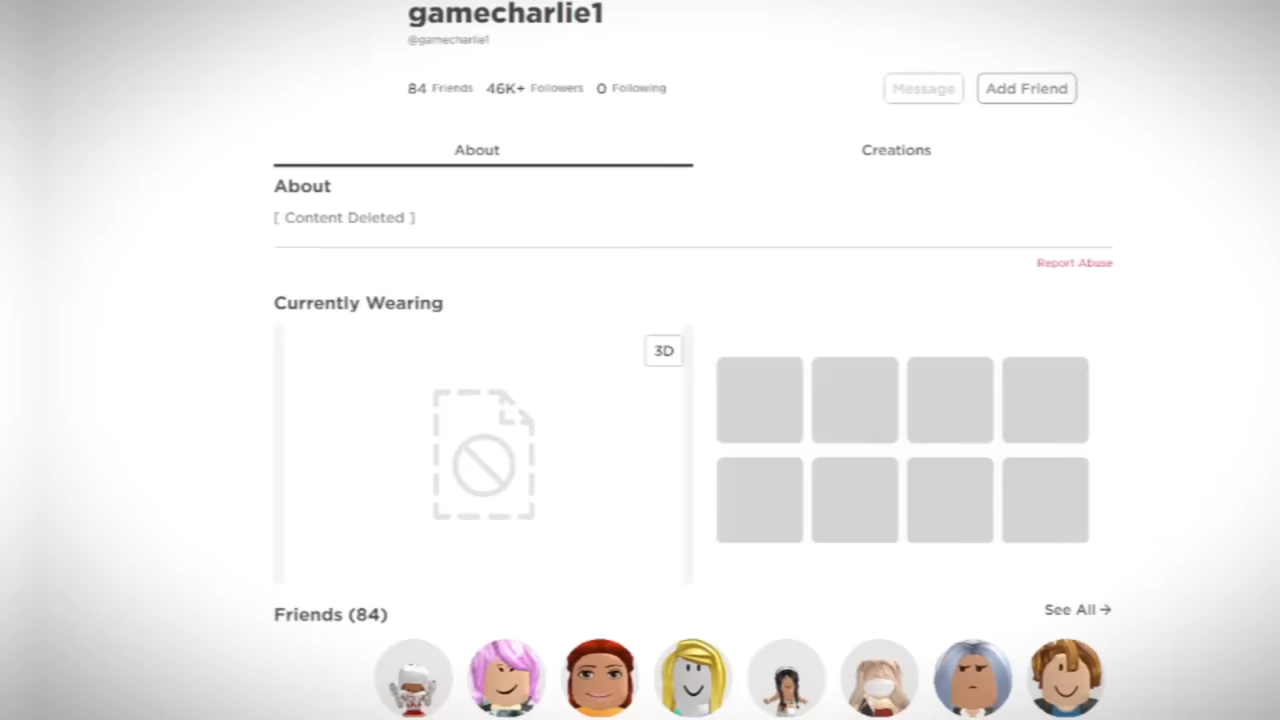 gamecharlie1
@gamecharlie1
84 Friends 46K+ Followers 0 Following
Message Add Friend
About Creations
About
[ Content Deleted ]
Report Abuse
Currently Wearing
3D
Friends (84)
See All →